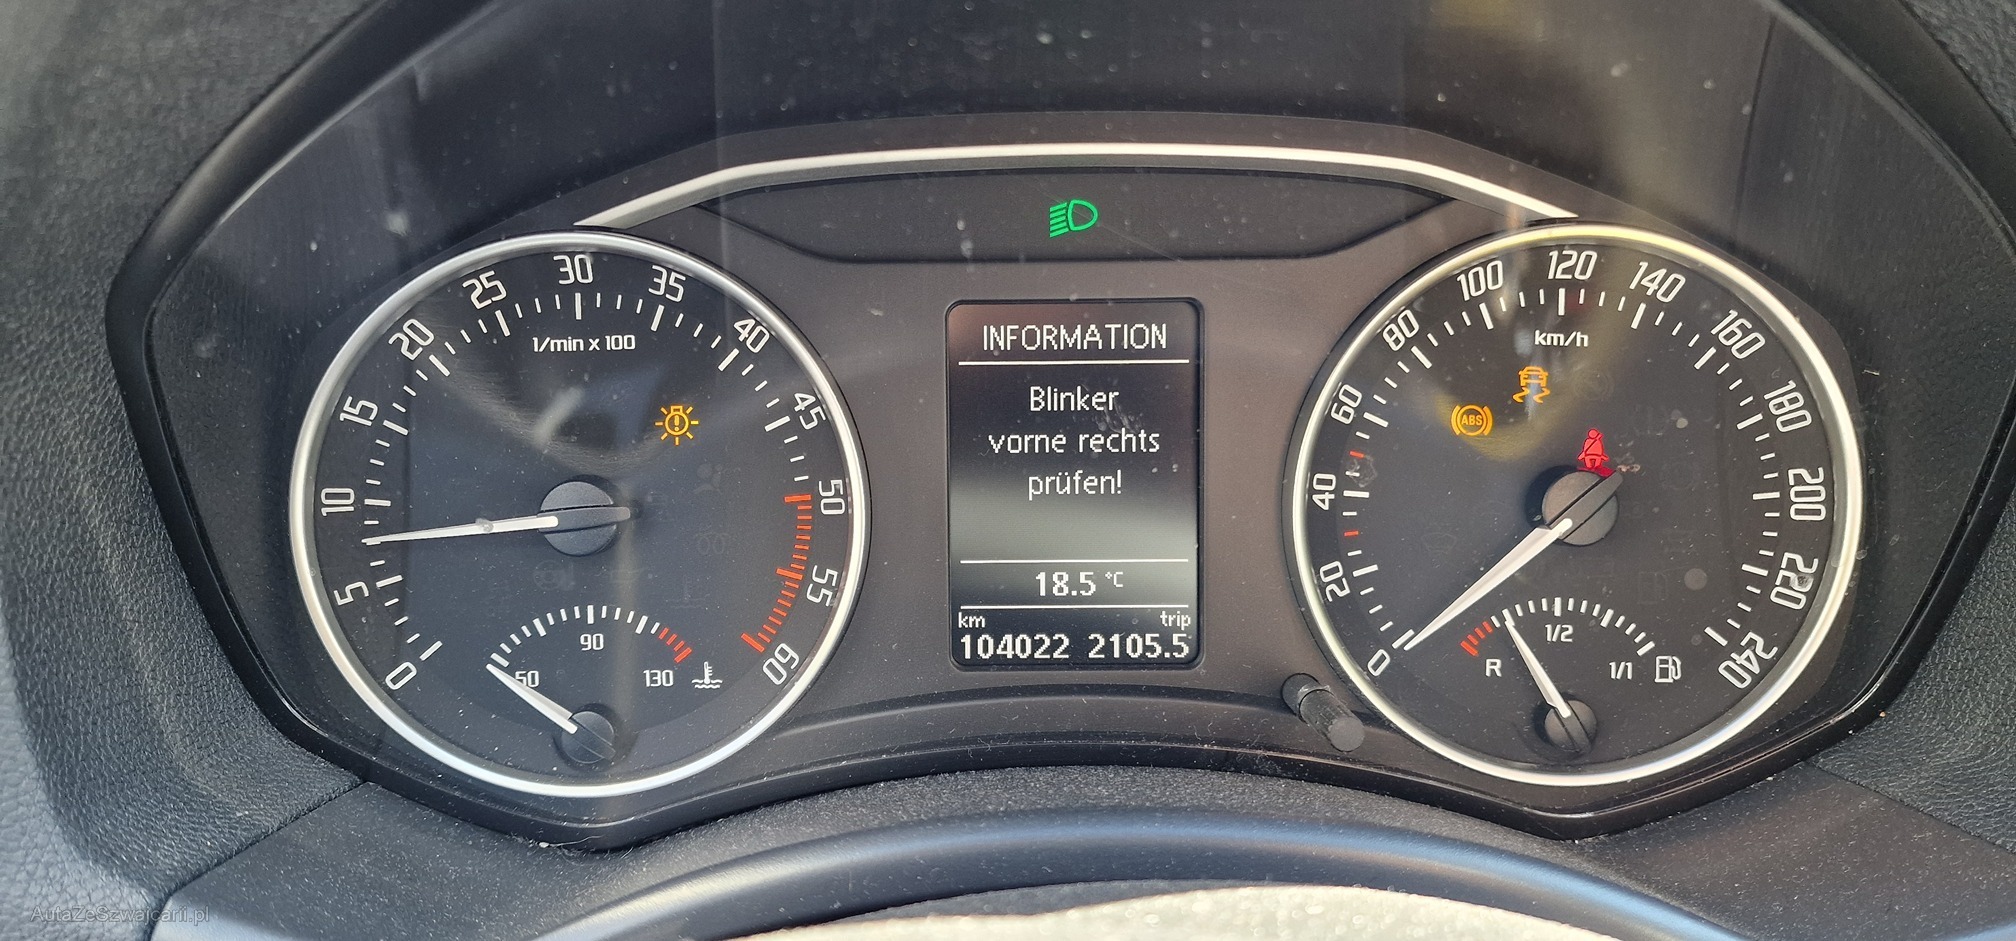 0
5
10
15
20
25
30
35
40
45
50
55
60
1/min x 100
50
90
130
INFORMATION
Blinker
vorne rechts
prüfen!
18.5 °C
km trip
104022 2105.5
0
20
40
60
80
100
120
140
160
180
200
220
240
km/h
ABS
R
1/2
1/1
AutaZeSzwajcarii.pl